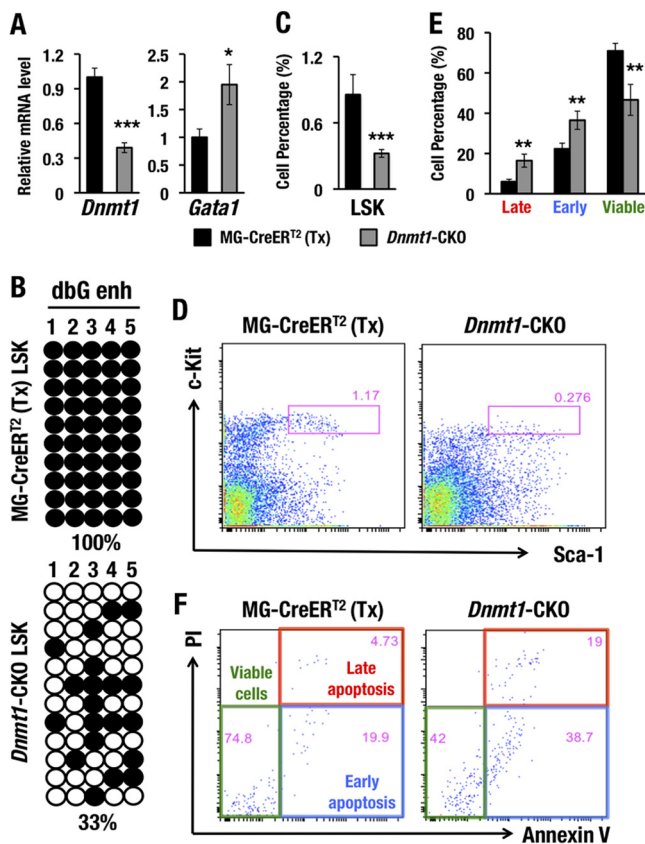 A
Relative mRNA level
1.2
0.9
0.6
0.3
0
***
Dnmt1
2.5
2
1.5
1
0.5
0
*
Gata1
C
Cell Percentage (%)
1.2
0.6
0
***
LSK
E
Cell Percentage (%)
80
60
40
20
0
**
**
**
Late
Early
Viable
MG-CreERT2 (Tx)
Dnmt1-CKO
B
dbG enh
1 2 3 4 5
MG-CreERT2 (Tx) LSK
100%
1 2 3 4 5
Dnmt1-CKO LSK
33%
D
MG-CreERT2 (Tx)
Dnmt1-CKO
c-Kit
1.17
0.276
Sca-1
F
MG-CreERT2 (Tx)
Dnmt1-CKO
PI
4.73
Viable cells
Late apoptosis
74.8
19.9
Early apoptosis
19
42
38.7
Annexin V